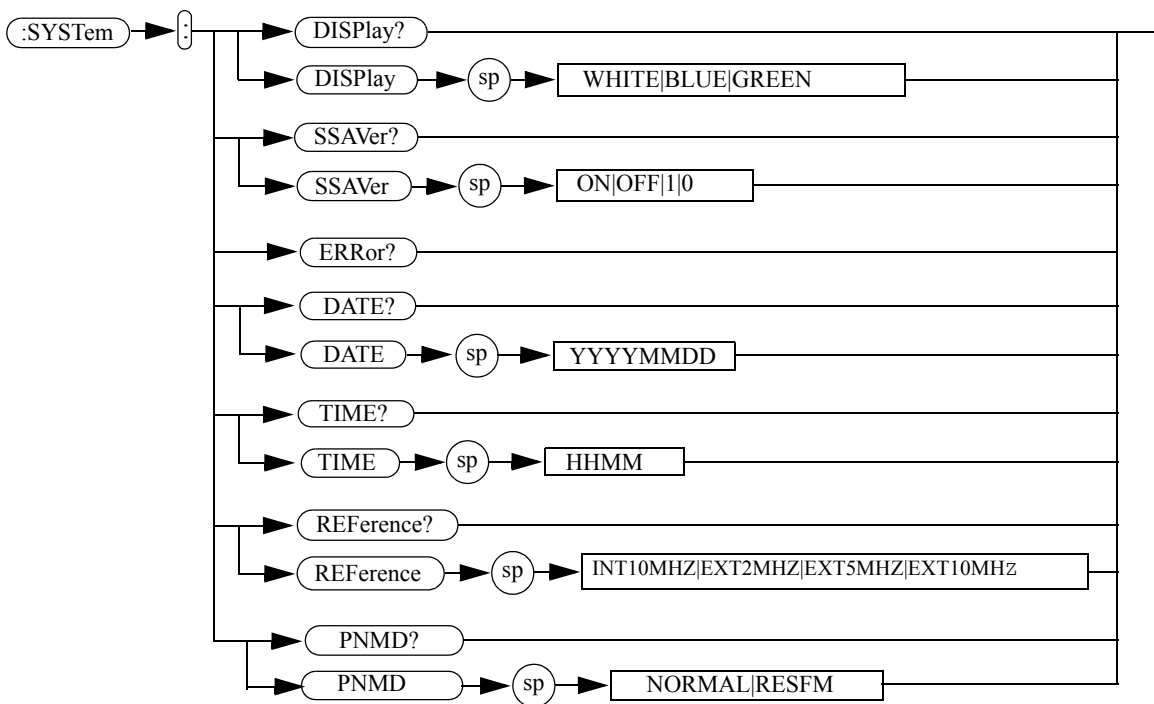 :SYSTem : DISPlay?
DISPlay sp WHITE|BLUE|GREEN
SSAVer?
SSAVer sp ON|OFF|1|0
ERRor?
DATE?
DATE sp YYYYMMDD
TIME?
TIME sp HHMM
REFerence?
REFerence sp INT10MHZ|EXT2MHZ|EXT5MHZ|EXT10MHz
PNMD?
PNMD sp NORMAL|RESFM